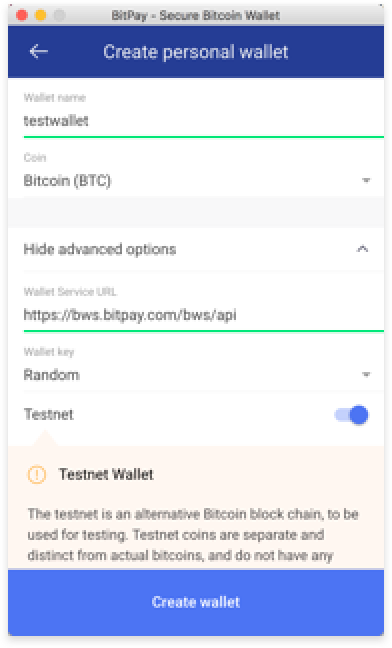 BitPay - Secure Bitcoin Wallet
Create personal wallet
Wallet name
testwallet
Coin
Bitcoin (BTC)
Hide advanced options
Wallet Service URL
https://bws.bitpay.com/bws/api
Wallet key
Random
Testnet
Testnet Wallet
The testnet is an alternative Bitcoin block chain, to be
used for testing. Testnet coins are separate and
distinct from actual bitcoins, and do not have any
Create wallet